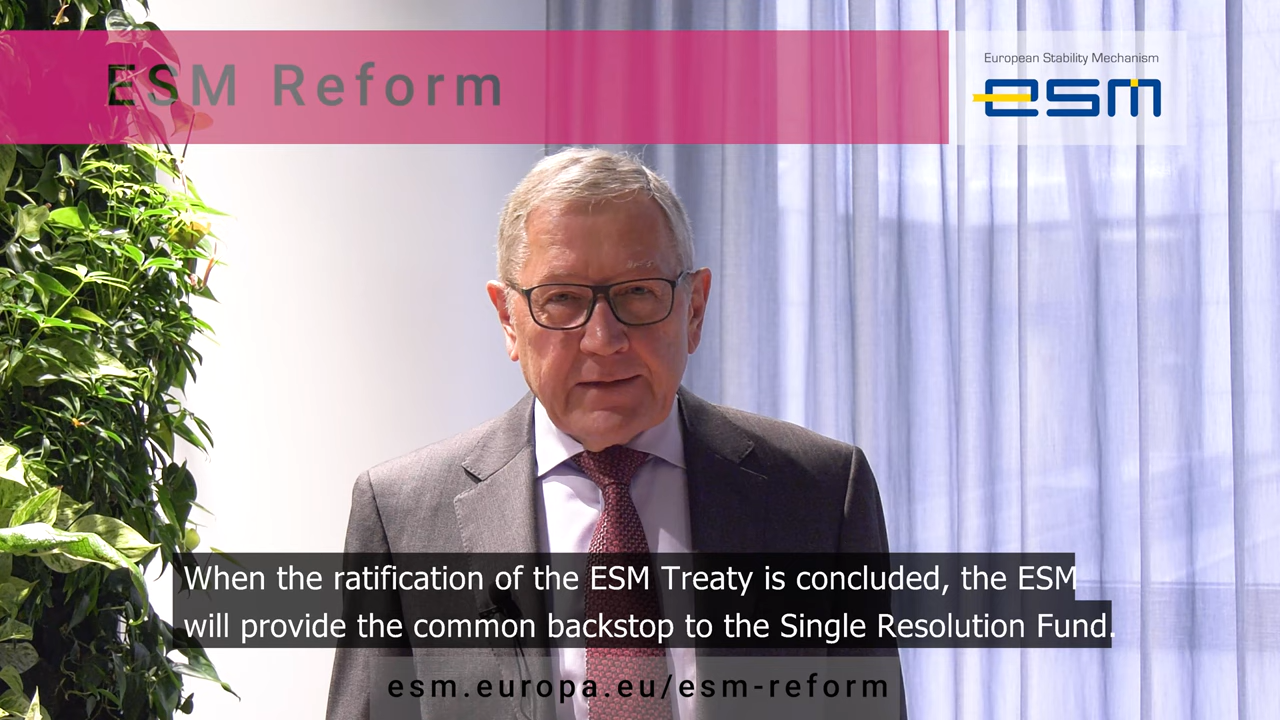 ESM Reform
European Stability Mechanism
esm
When the ratification of the ESM Treaty is concluded, the ESM
will provide the common backstop to the Single Resolution Fund.
esm.europa.eu/esm-reform